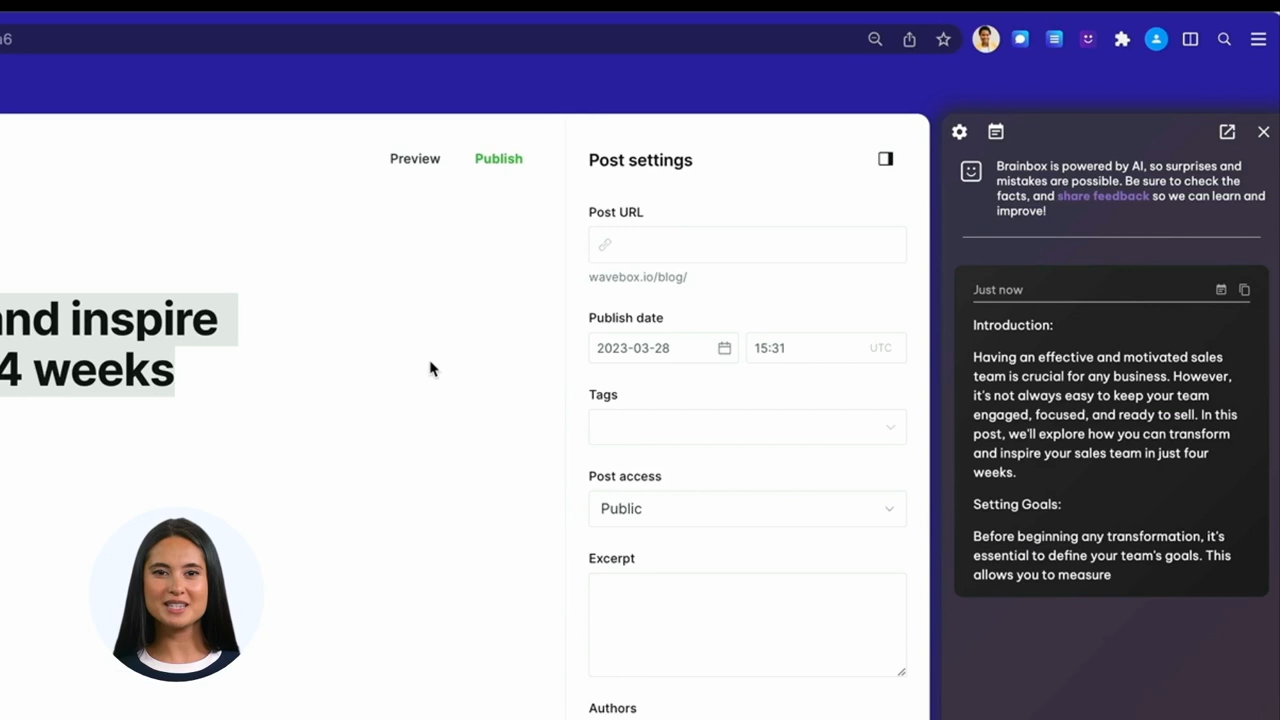 a6
Preview
Publish
and inspire
4 weeks
Post settings
Post URL
wavebox.io/blog/
Publish date
2023-03-28
15:31
UTC
Tags
Post access
Public
Excerpt
Authors
Brainbox is powered by AI, so surprises and
mistakes are possible. Be sure to check the
facts, and share feedback so we can learn and
improve!
Just now
Introduction:
Having an effective and motivated sales
team is crucial for any business. However,
it's not always easy to keep your team
engaged, focused, and ready to sell. In this
post, we'll explore how you can transform
and inspire your sales team in just four
weeks.
Setting Goals:
Before beginning any transformation, it's
essential to define your team's goals. This
allows you to measure